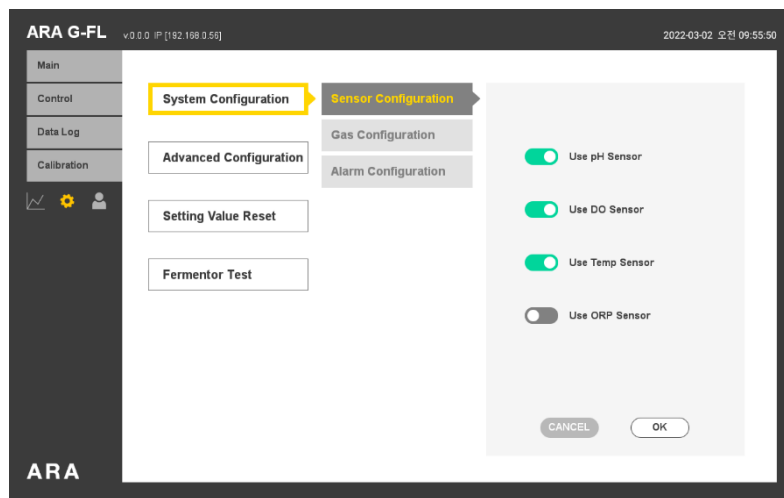 ARA G-FL v.0.0.0 IP [192.168.0.56] 2022-03-02 오전 09:55:50
Main
Control
Data Log
Calibration
System Configuration
Advanced Configuration
Setting Value Reset
Fermentor Test
Sensor Configuration
Gas Configuration
Alarm Configuration
Use pH Sensor
Use DO Sensor
Use Temp Sensor
Use ORP Sensor
CANCEL OK
ARA